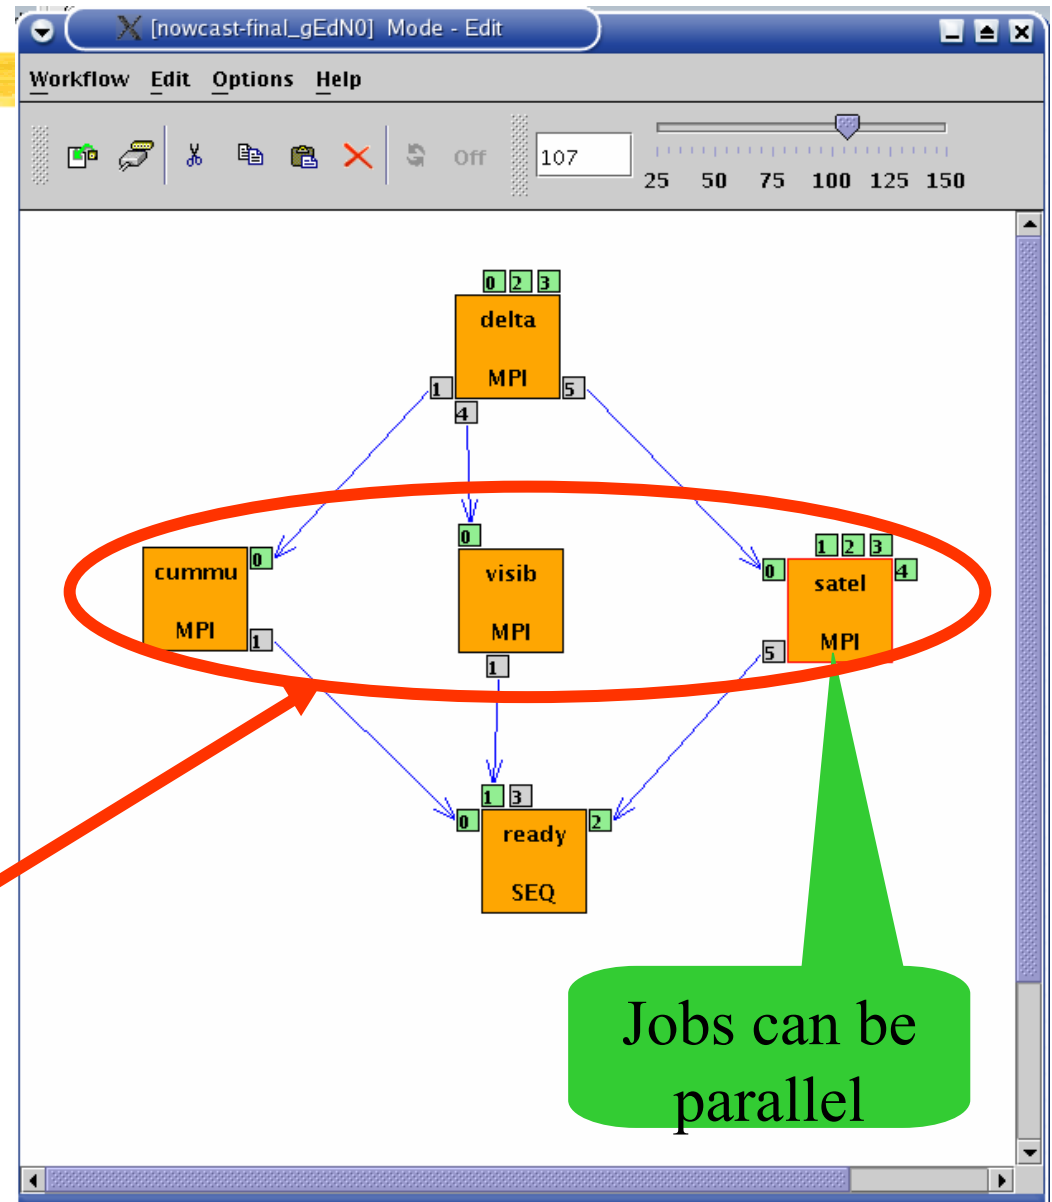 [nowcast-final_gEdN0] Mode - Edit
Workflow Edit Options Help
Off 107
25 50 75 100 125 150
0 2 3
delta
MPI
1 5
4
0
cummu 0
MPI
1
visib
MPI
1
1 2 3
0 4
satel
MPI
5
1 3
0 2
ready
SEQ
Jobs can be
parallel